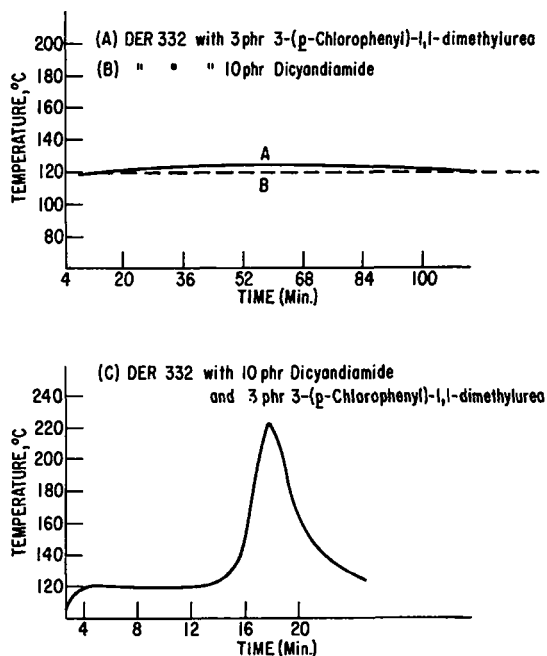 (A) DER 332 with 3 phr 3-(p-Chlorophenyl)-1,1-dimethylurea
(B) " " " 10 phr Dicyandiamide
TEMPERATURE, °C
200
180
160
140
120
100
80
A
B
4 20 36 52 68 84 100
TIME (Min.)
(C) DER 332 with 10 phr Dicyandiamide
and 3 phr 3-(p-Chlorophenyl)-1,1-dimethylurea
TEMPERATURE, °C
240
220
180
160
140
120
4 8 12 16 20
TIME (Min.)